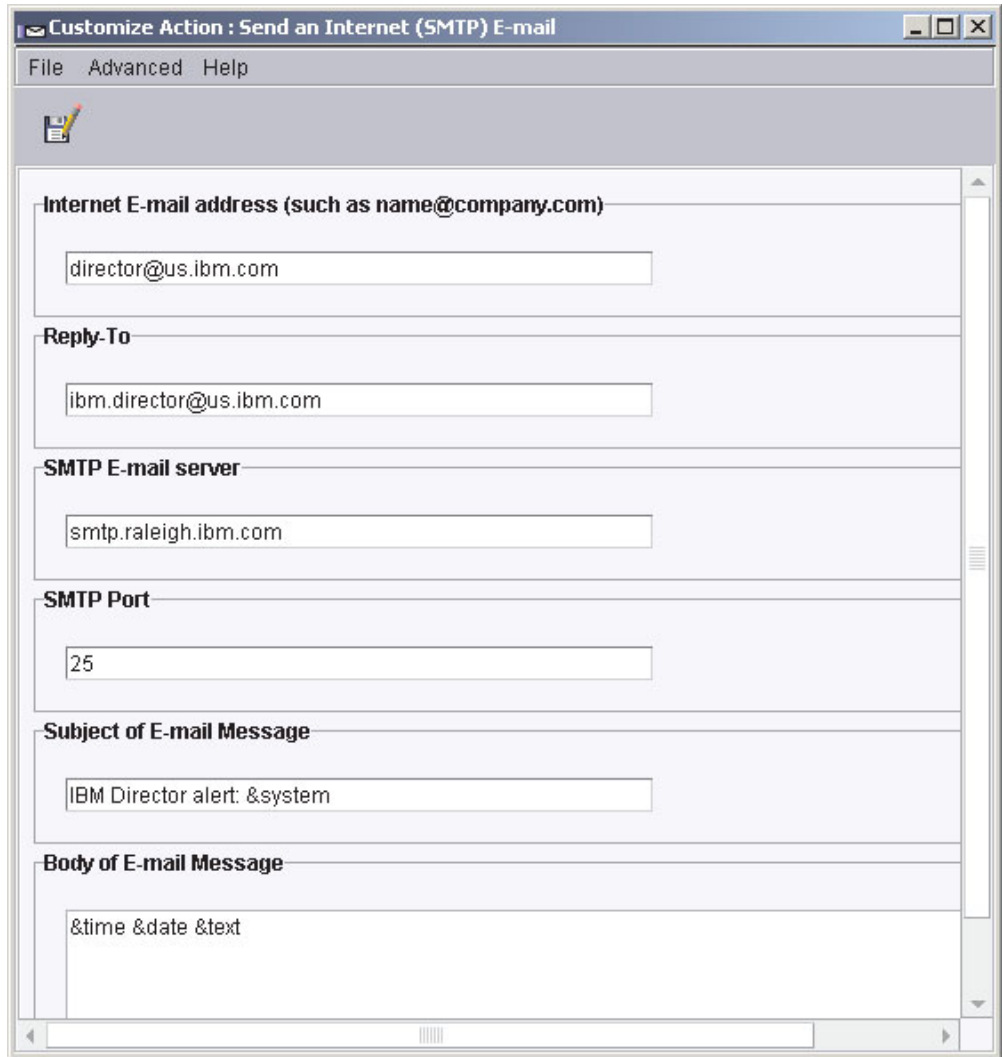 Customize Action : Send an Internet (SMTP) E-mail
File Advanced Help
Internet E-mail address (such as name@company.com)
director@us.ibm.com
Reply-To
ibm.director@us.ibm.com
SMTP E-mail server
smtp.raleigh.ibm.com
SMTP Port
25
Subject of E-mail Message
IBM Director alert: &system
Body of E-mail Message
&time &date &text